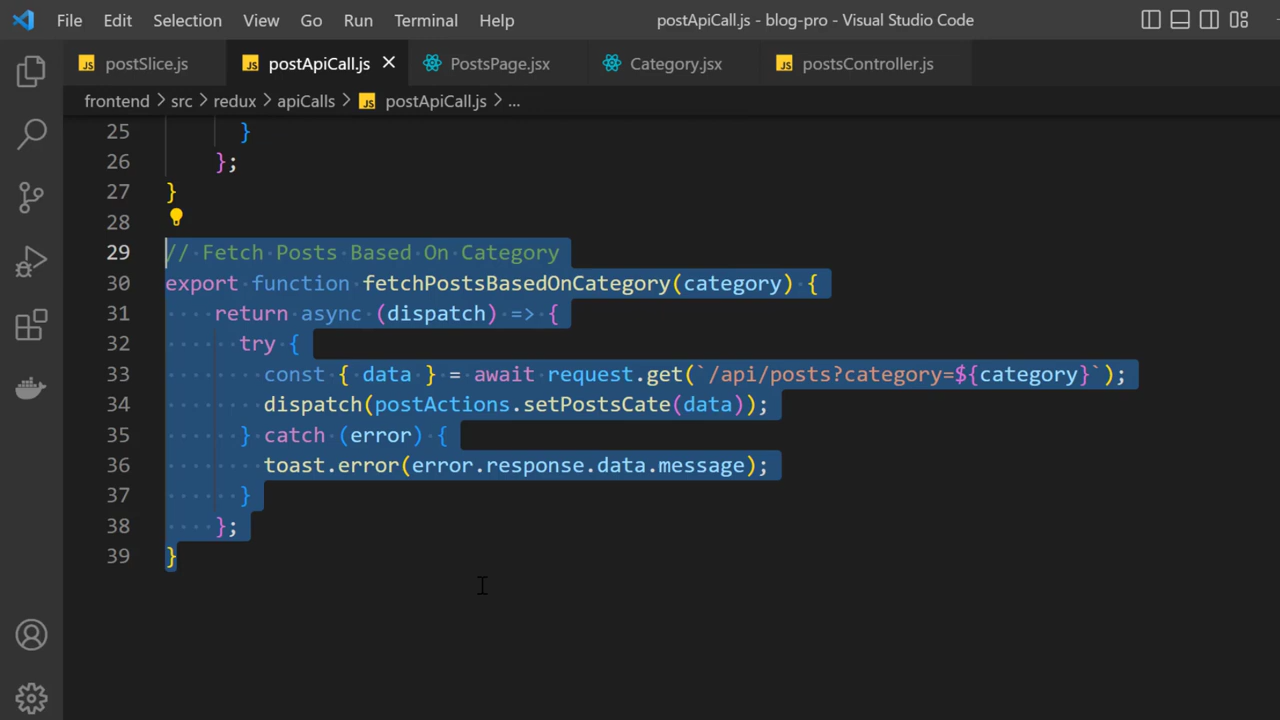 File Edit Selection View Go Run Terminal Help postApiCall.js - blog-pro - Visual Studio Code
JS postSlice.js JS postApiCall.js PostsPage.jsx Category.jsx JS postsController.js
frontend > src > redux > apiCalls > JS postApiCall.js > ...
25 }
26 };
27 }
28
29 // Fetch Posts Based On Category
30 export function fetchPostsBasedOnCategory(category) {
31 return async (dispatch) => {
32 try {
33 const { data } = await request.get(`/api/posts?category=${category}`);
34 dispatch(postActions.setPostsCate(data));
35 } catch (error) {
36 toast.error(error.response.data.message);
37 }
38 };
39 }